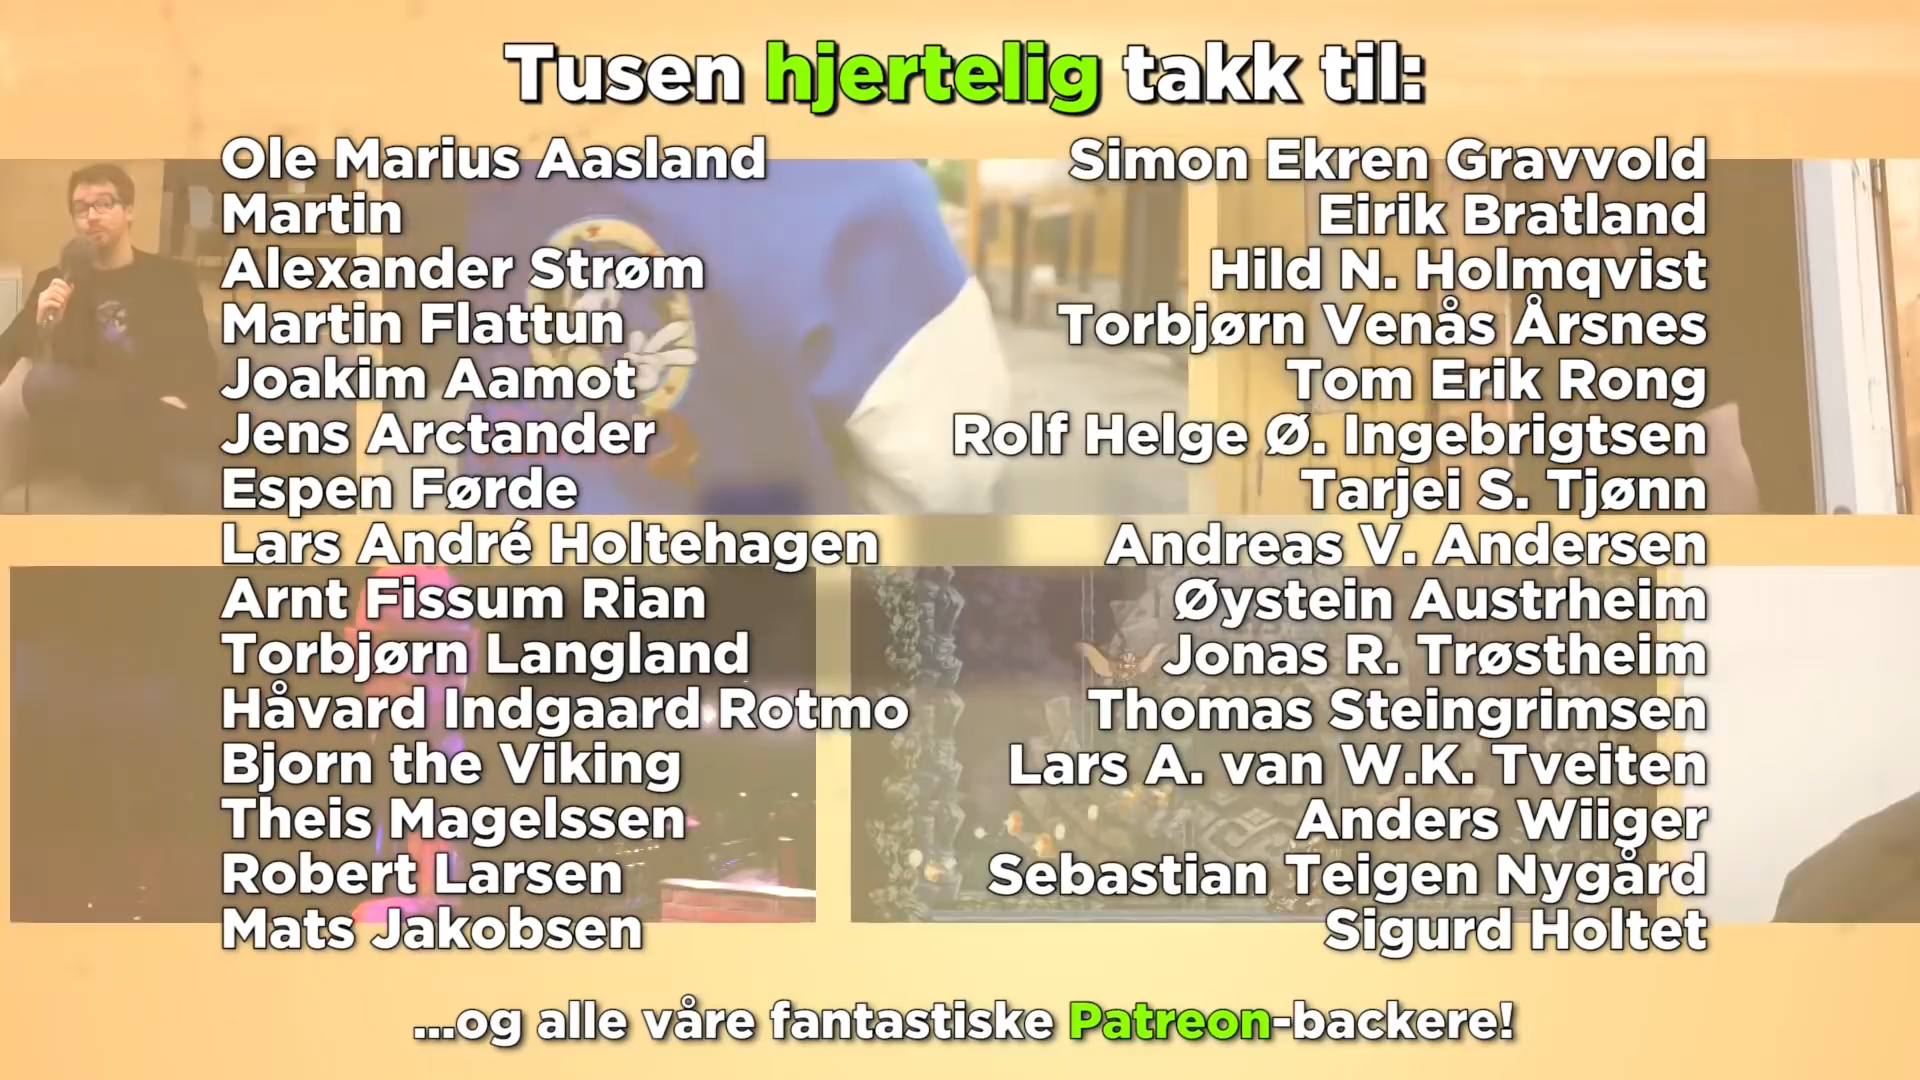 Tusen hjertelig takk til:
Ole Marius Aasland
Martin
Alexander Strøm
Martin Flattun
Joakim Aamot
Jens Arctander
Espen Førde
Lars André Holtehagen
Arnt Fissum Rian
Torbjørn Langland
Håvard Indgaard Rotmo
Bjorn the Viking
Theis Magelssen
Robert Larsen
Mats Jakobsen
Simon Ekren Gravvold
Eirik Bratland
Hild N. Holmqvist
Torbjørn Venås Årsnes
Tom Erik Rong
Rolf Helge Ø. Ingebrigtsen
Tarjei S. Tjønn
Andreas V. Andersen
Øystein Austrheim
Jonas R. Trøstheim
Thomas Steingrimsen
Lars A. van W.K. Tveiten
Anders Wiiger
Sebastian Teigen Nygård
Sigurd Holtet
...og alle våre fantastiske Patreon-backere!